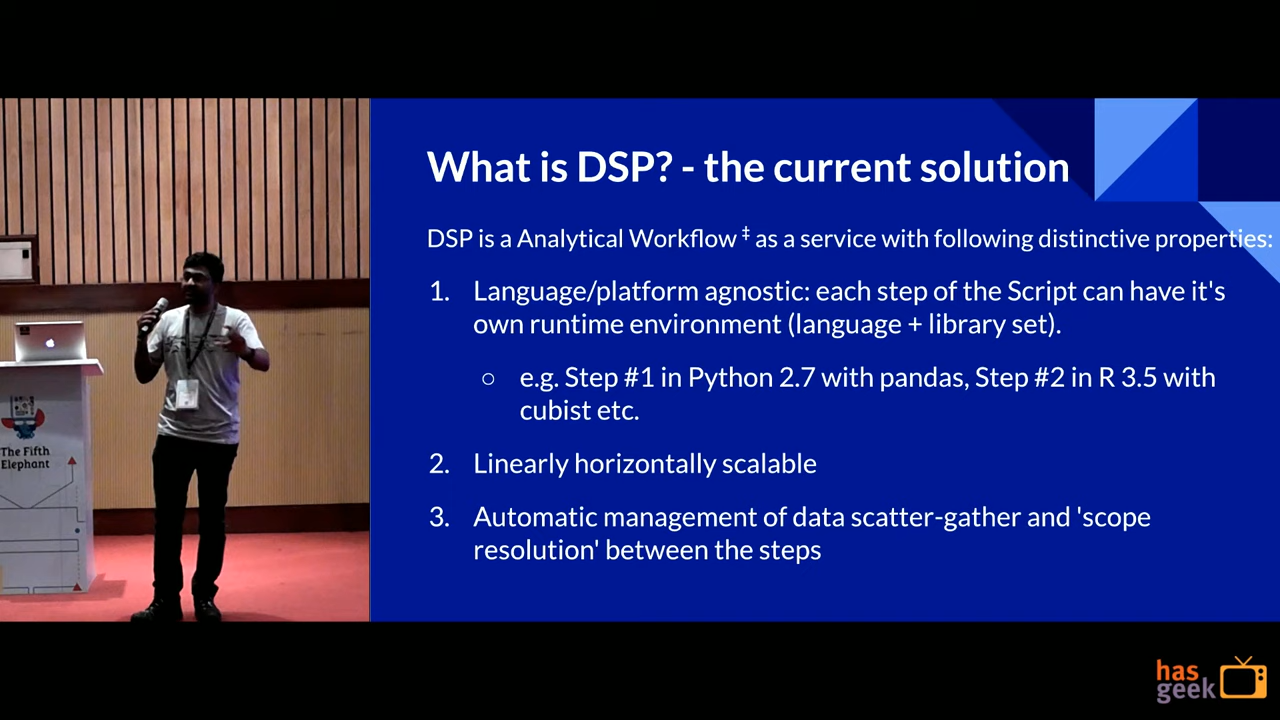 What is DSP? - the current solution
DSP is a Analytical Workflow ‡ as a service with following distinctive properties:
1. Language/platform agnostic: each step of the Script can have it's
own runtime environment (language + library set).
○ e.g. Step #1 in Python 2.7 with pandas, Step #2 in R 3.5 with
cubist etc.
2. Linearly horizontally scalable
3. Automatic management of data scatter-gather and 'scope
resolution' between the steps
The Fifth
Elephant
has
geek